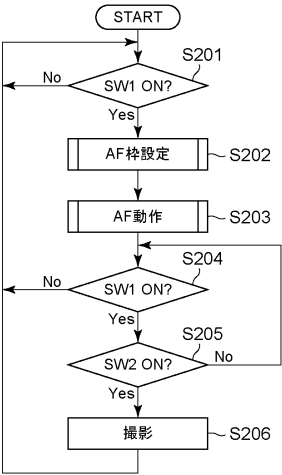 START
S201
No
SW1 ON?
Yes
AF枠設定
S202
AF動作
S203
S204
No
SW1 ON?
Yes
S205
SW2 ON?
No
Yes
撮影
S206